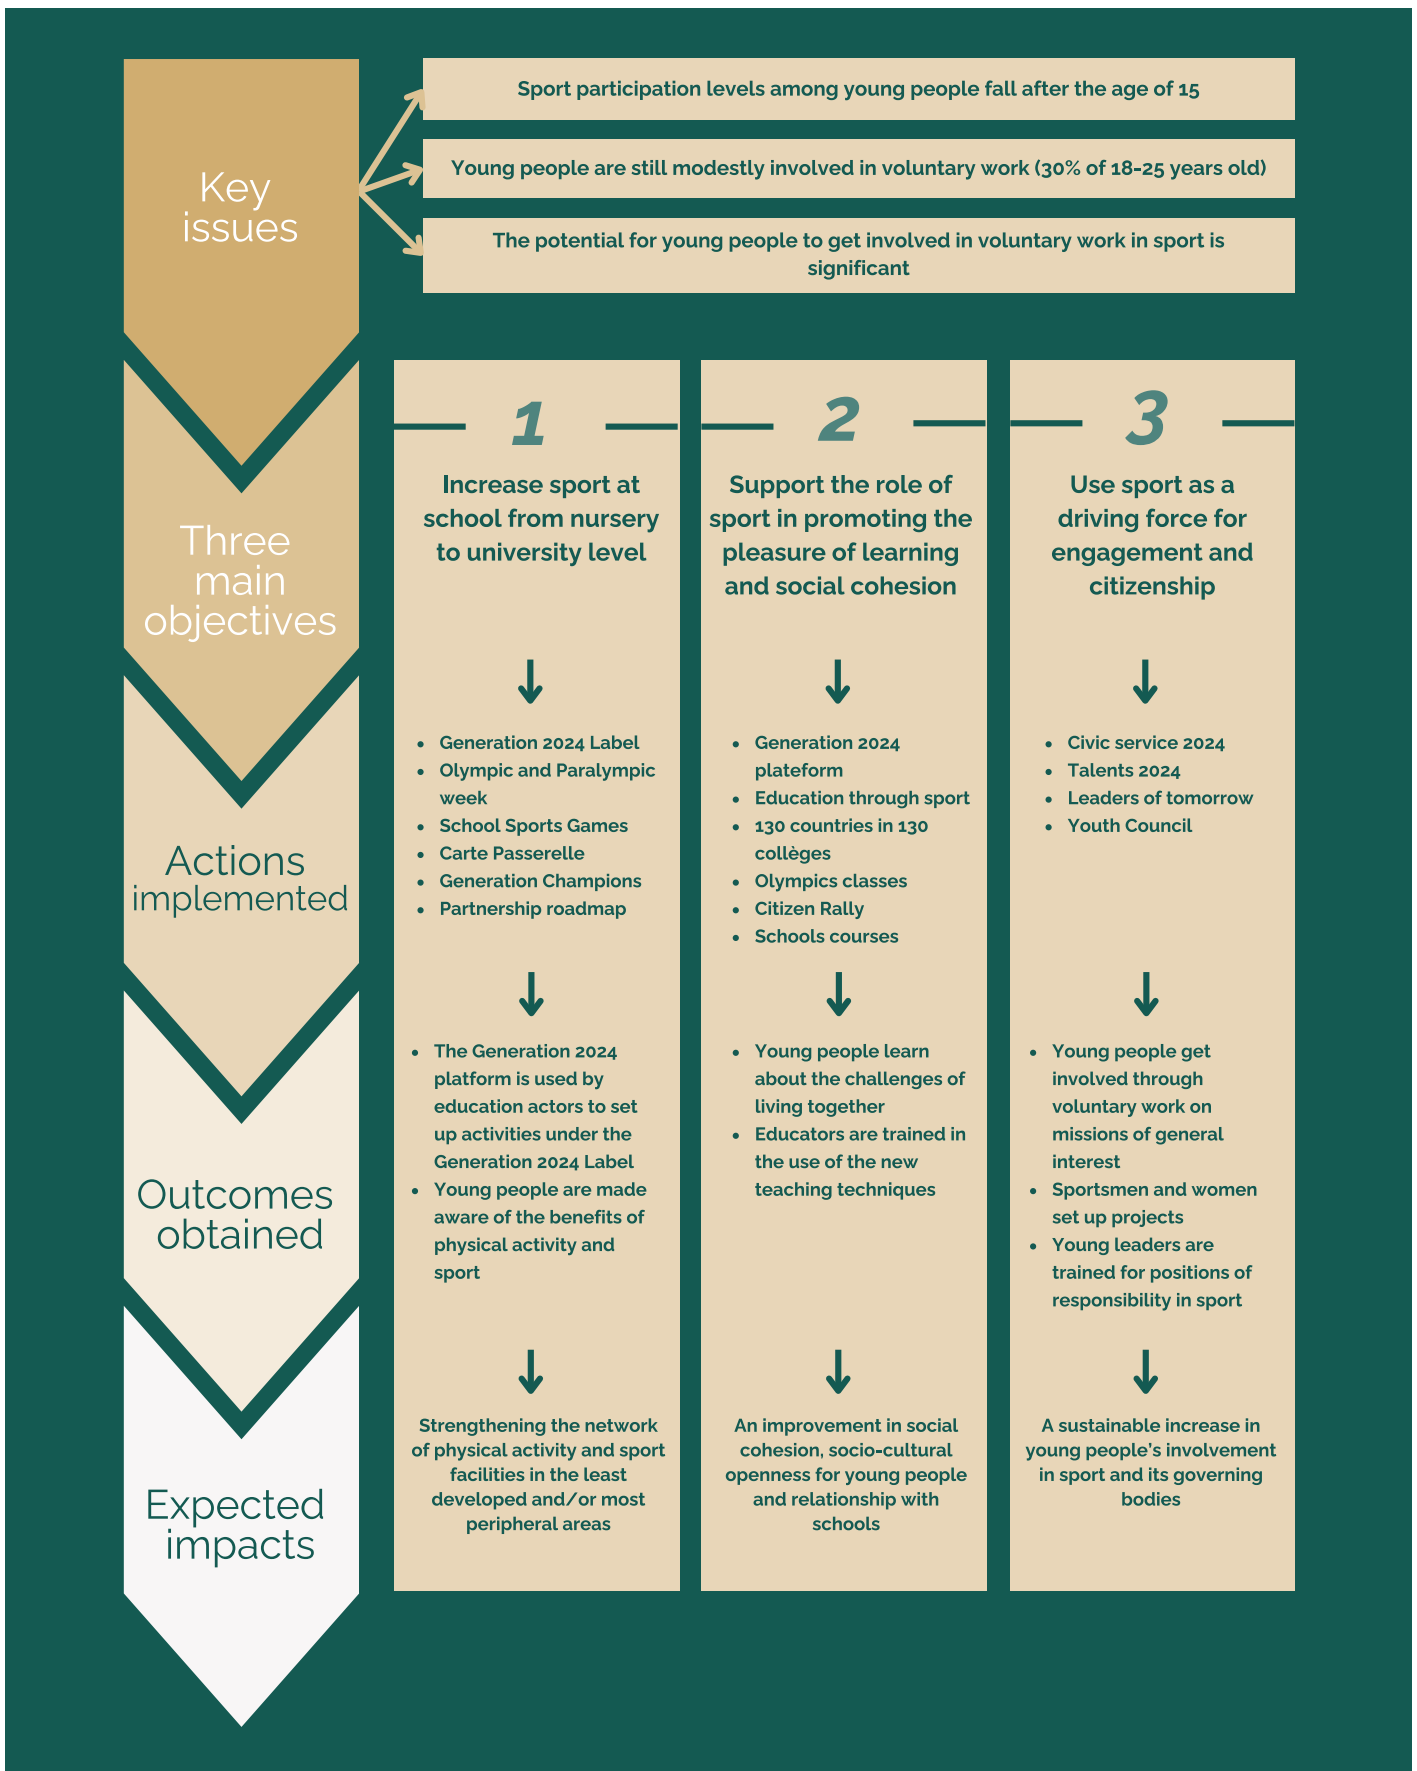 Key
issues
Sport participation levels among young people fall after the age of 15
Young people are still modestly involved in voluntary work (30% of 18-25 years old)
The potential for young people to get involved in voluntary work in sport is
significant
Three
main
objectives
1
Increase sport at
school from nursery
to university level
2
Support the role of
sport in promoting the
pleasure of learning
and social cohesion
3
Use sport as a
driving force for
engagement and
citizenship
Actions
implemented
• Generation 2024 Label
• Olympic and Paralympic
week
• School Sports Games
• Carte Passerelle
• Generation Champions
• Partnership roadmap
• Generation 2024
plateform
• Education through sport
• 130 countries in 130
collèges
• Olympics classes
• Citizen Rally
• Schools courses
• Civic service 2024
• Talents 2024
• Leaders of tomorrow
• Youth Council
Outcomes
obtained
• The Generation 2024
platform is used by
education actors to set
up activities under the
Generation 2024 Label
• Young people are made
aware of the benefits of
physical activity and
sport
• Young people learn
about the challenges of
living together
• Educators are trained in
the use of the new
teaching techniques
• Young people get
involved through
voluntary work on
missions of general
interest
• Sportsmen and women
set up projects
• Young leaders are
trained for positions of
responsibility in sport
Expected
impacts
Strengthening the network
of physical activity and sport
facilities in the least
developed and/or most
peripheral areas
An improvement in social
cohesion, socio-cultural
openness for young people
and relationship with
schools
A sustainable increase in
young people's involvement
in sport and its governing
bodies